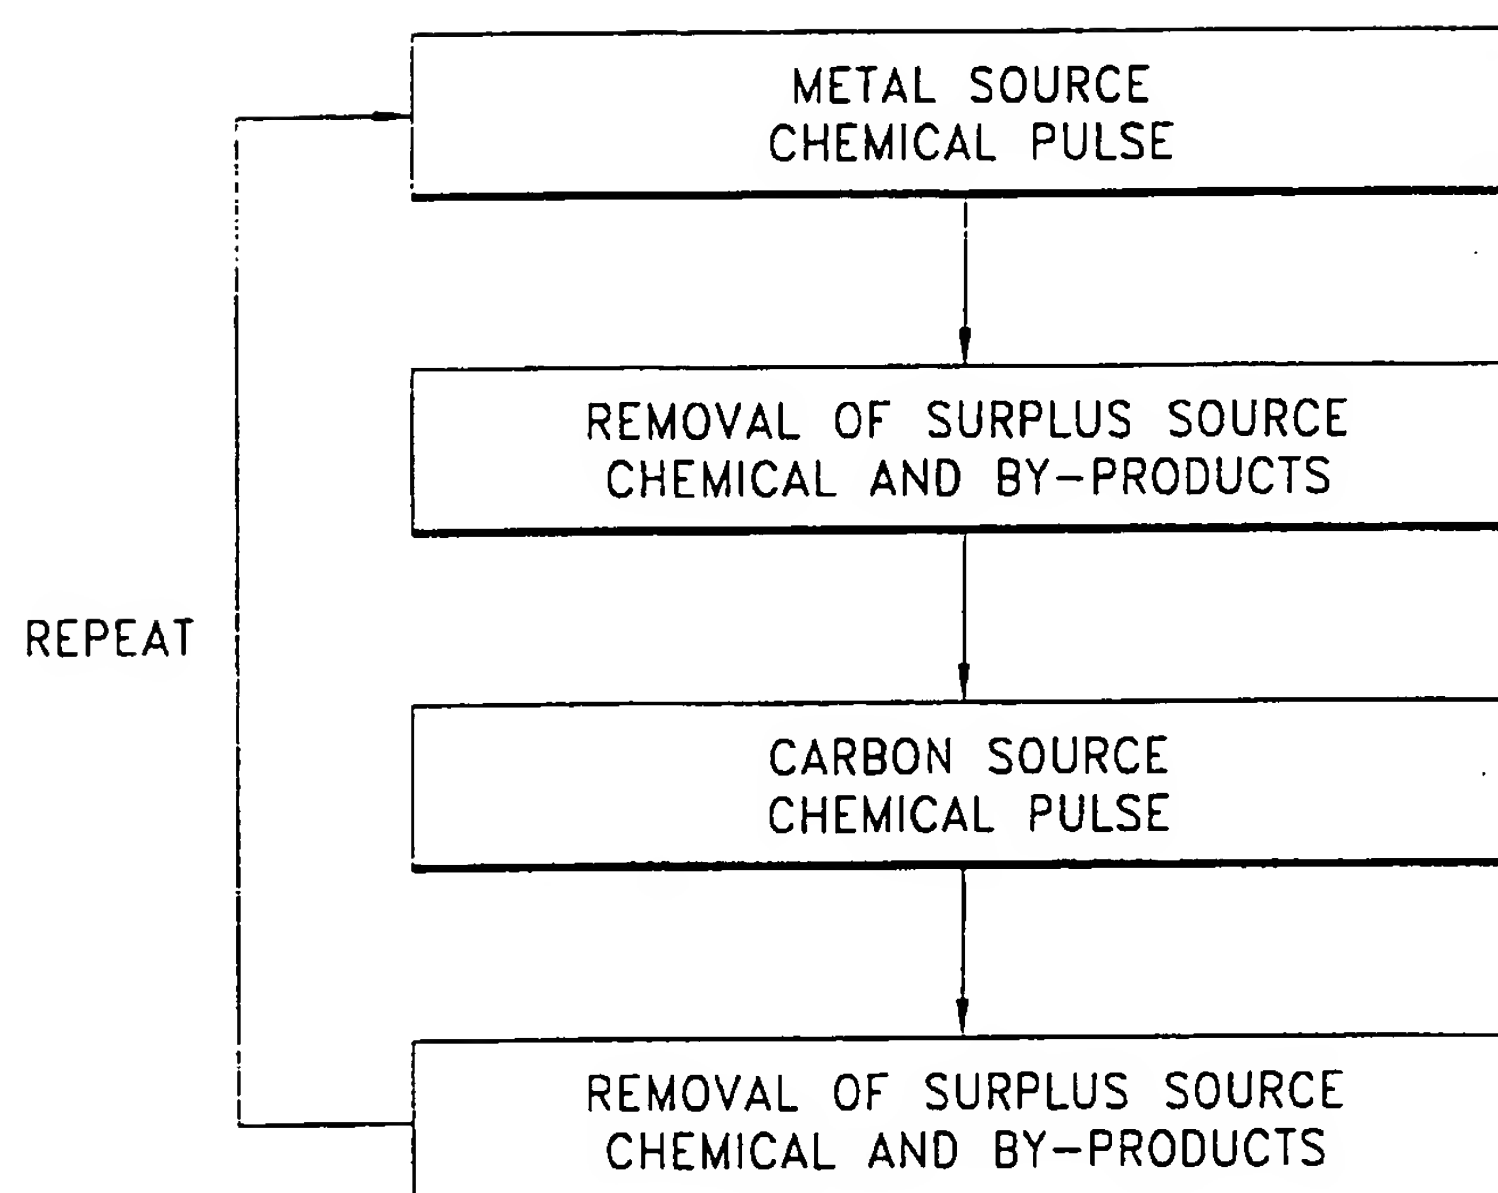 METAL SOURCE
CHEMICAL PULSE
REMOVAL OF SURPLUS SOURCE
CHEMICAL AND BY-PRODUCTS
REPEAT
CARBON SOURCE
CHEMICAL PULSE
REMOVAL OF SURPLUS SOURCE
CHEMICAL AND BY-PRODUCTS